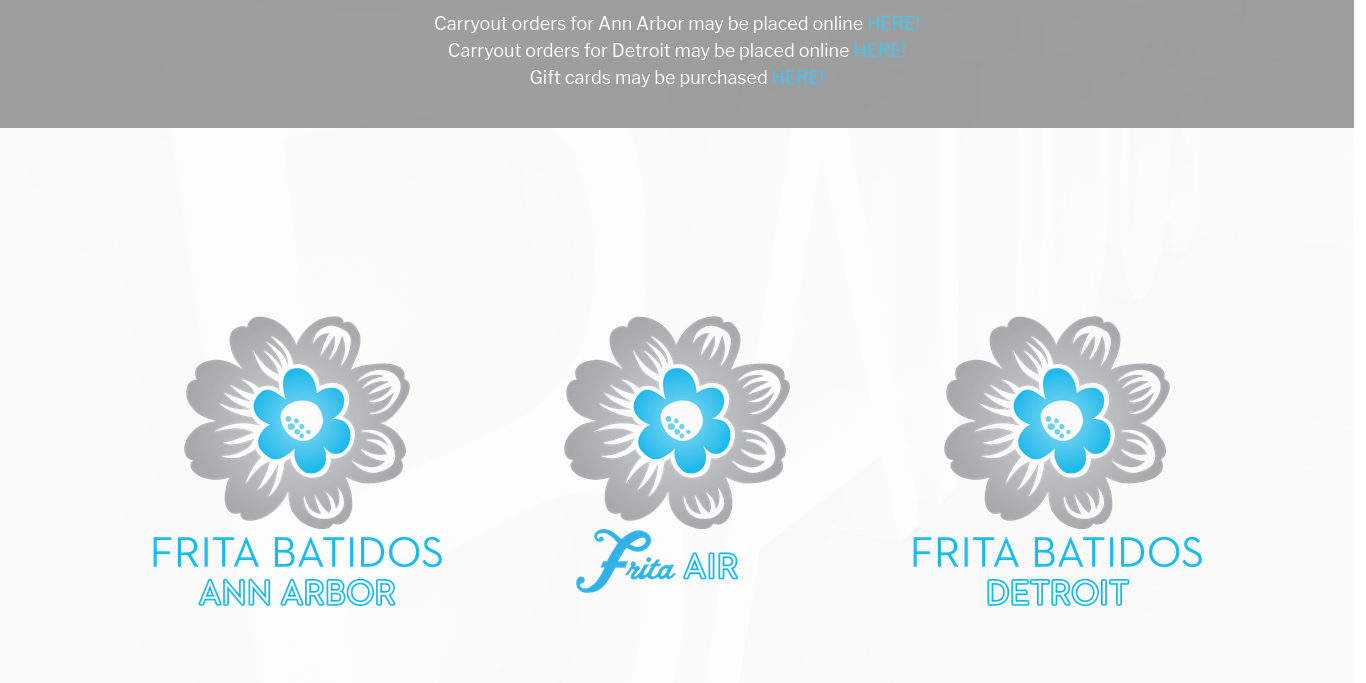 Carryout orders for Ann Arbor may be placed online HERE!
Carryout orders for Detroit may be placed online HERE!
Gift cards may be purchased HERE!
FRITA BATIDOS
ANN ARBOR
Frita AIR
FRITA BATIDOS
DETROIT